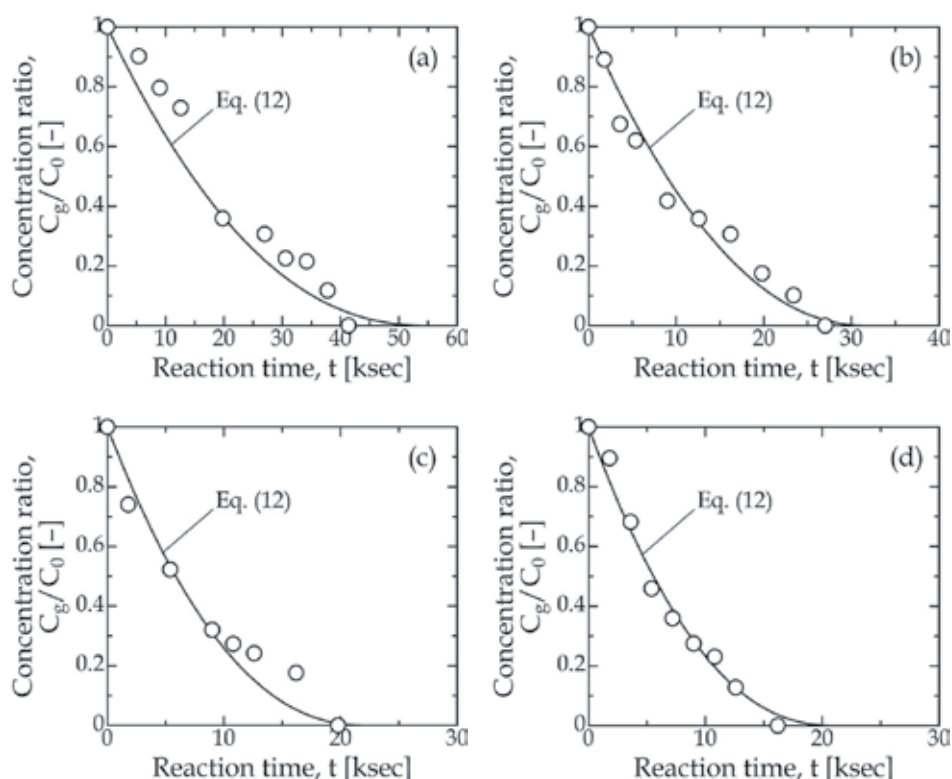 Concentration ratio,
C_g/C_0 [–]
1
0.8
0.6
0.4
0.2
0
(a)
Eq. (12)
0 10 20 30 40 50 60
Reaction time, t [ksec]
Concentration ratio,
C_g/C_0 [–]
1
0.8
0.6
0.4
0.2
0
(b)
Eq. (12)
0 10 20 30 40
Reaction time, t [ksec]
Concentration ratio,
C_g/C_0 [–]
1
0.8
0.6
0.4
0.2
0
(c)
Eq. (12)
0 10 20 30
Reaction time, t [ksec]
Concentration ratio,
C_g/C_0 [–]
1
0.8
0.6
0.4
0.2
0
(d)
Eq. (12)
0 10 20 30
Reaction time, t [ksec]